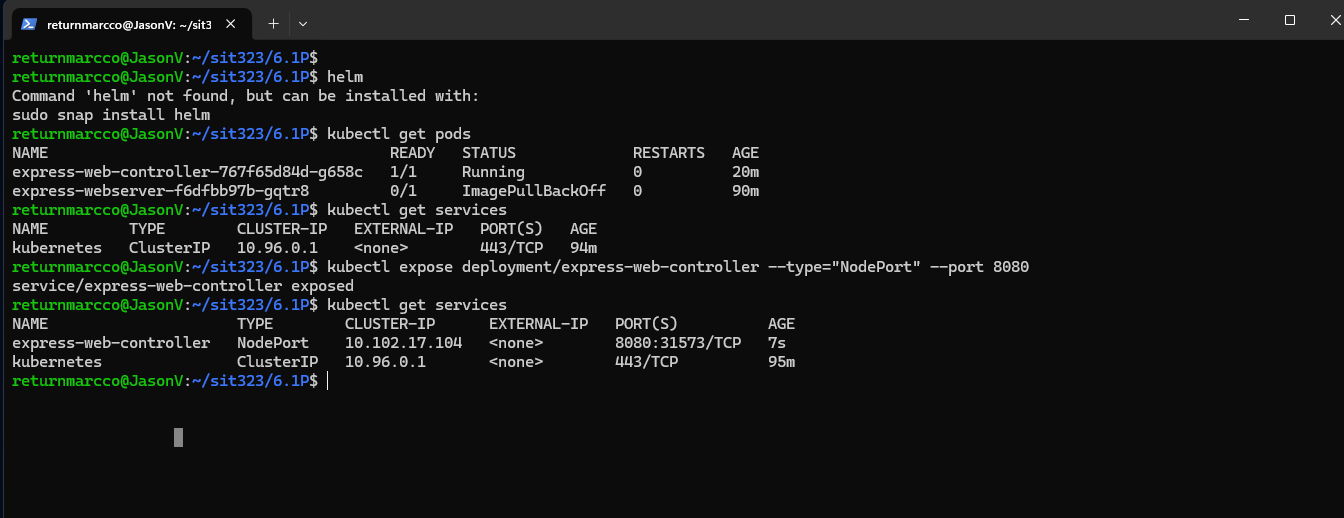 returnmarcco@JasonV: ~/sit3
returnmarcco@JasonV:~/sit323/6.1P$
returnmarcco@JasonV:~/sit323/6.1P$ helm
Command 'helm' not found, but can be installed with:
sudo snap install helm
returnmarcco@JasonV:~/sit323/6.1P$ kubectl get pods
NAME                                      READY   STATUS             RESTARTS   AGE
express-web-controller-767f65d84d-g658c   1/1     Running            0          20m
express-webserver-f6dfbb97b-gqtr8         0/1     ImagePullBackOff   0          90m
returnmarcco@JasonV:~/sit323/6.1P$ kubectl get services
NAME         TYPE        CLUSTER-IP   EXTERNAL-IP   PORT(S)   AGE
kubernetes   ClusterIP   10.96.0.1    <none>        443/TCP   94m
returnmarcco@JasonV:~/sit323/6.1P$ kubectl expose deployment/express-web-controller --type="NodePort" --port 8080
service/express-web-controller exposed
returnmarcco@JasonV:~/sit323/6.1P$ kubectl get services
NAME                     TYPE        CLUSTER-IP      EXTERNAL-IP   PORT(S)          AGE
express-web-controller   NodePort    10.102.17.104   <none>        8080:31573/TCP   7s
kubernetes               ClusterIP   10.96.0.1       <none>        443/TCP          95m
returnmarcco@JasonV:~/sit323/6.1P$